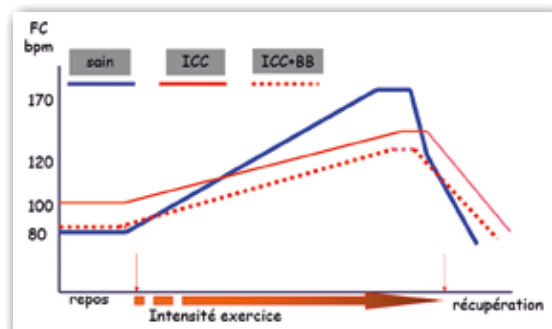 FC
bpm
sain ICC ICC+BB
170
120
100
80
repos
Intensité exercice
récupération